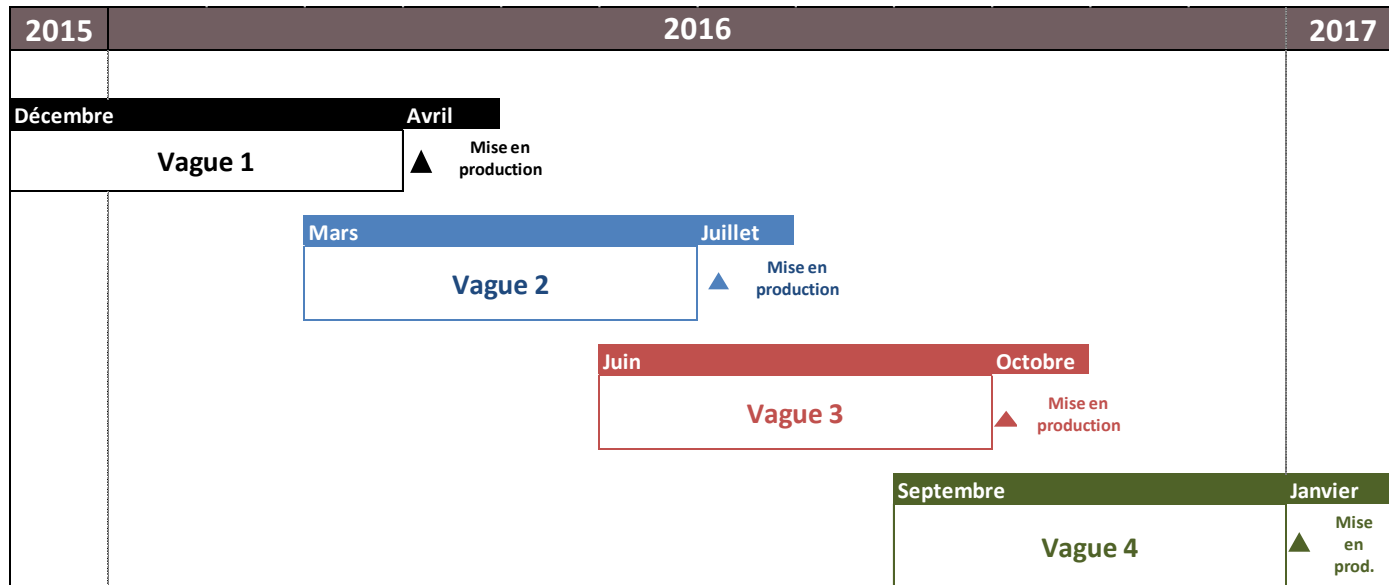 2015 2016 2017
Décembre Avril
Vague 1
Mise en
production
Mars Juillet
Vague 2
Mise en
production
Juin Octobre
Vague 3
Mise en
production
Septembre Janvier
Vague 4
Mise
en
prod.